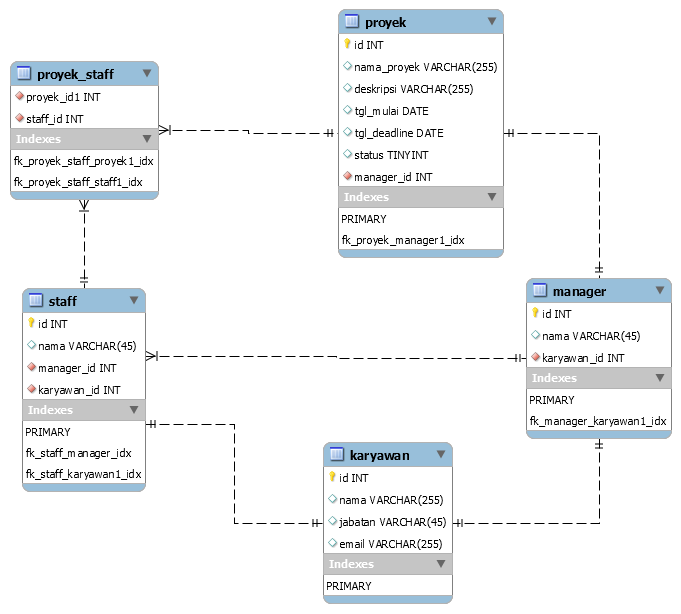 proyek
id INT
nama_proyek VARCHAR(255)
deskripsi VARCHAR(255)
tgl_mulai DATE
tgl_deadline DATE
status TINYINT
manager_id INT
Indexes
PRIMARY
fk_proyek_manager1_idx
proyek_staff
proyek_id1 INT
staff_id INT
Indexes
fk_proyek_staff_proyek1_idx
fk_proyek_staff_staff1_idx
staff
id INT
nama VARCHAR(45)
manager_id INT
karyawan_id INT
Indexes
PRIMARY
fk_staff_manager_idx
fk_staff_karyawan1_idx
manager
id INT
nama VARCHAR(45)
karyawan_id INT
Indexes
PRIMARY
fk_manager_karyawan1_idx
karyawan
id INT
nama VARCHAR(255)
jabatan VARCHAR(45)
email VARCHAR(255)
Indexes
PRIMARY